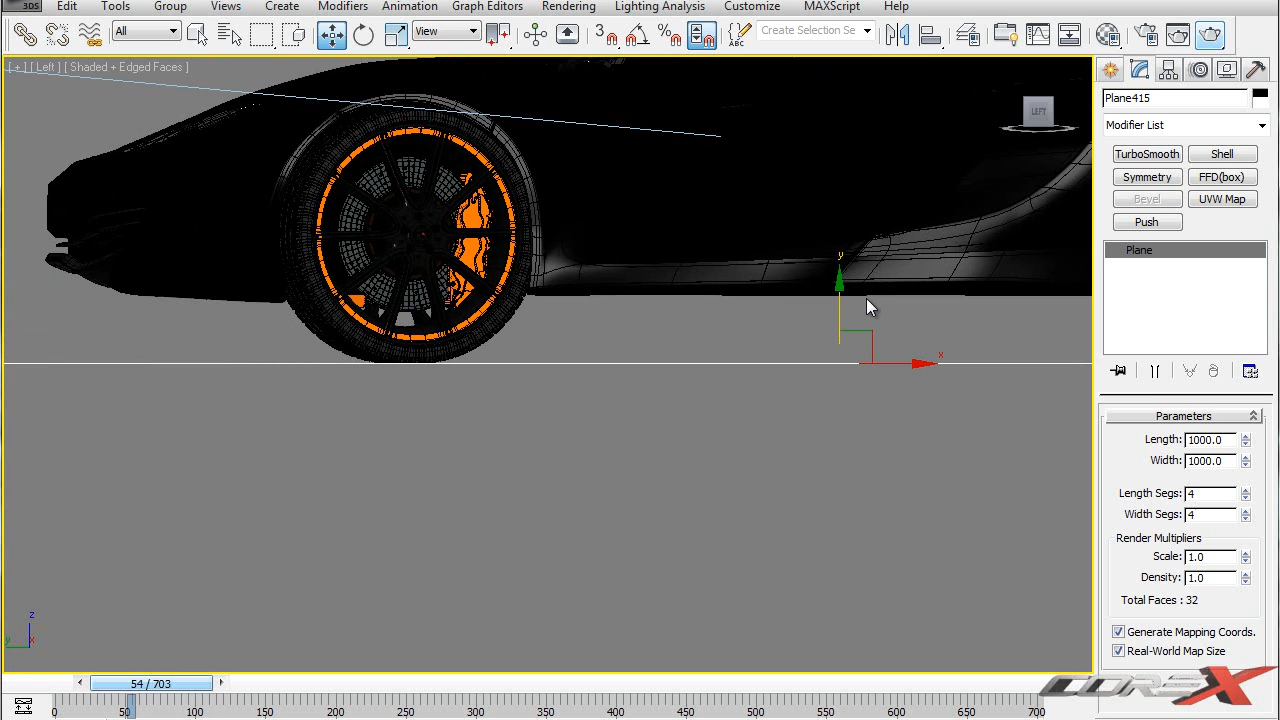 3DS Edit Tools Group Views Create Modifiers Animation Graph Editors Rendering Lighting Analysis Customize MAXScript Help
All View 3 % ABC Create Selection Se
[ + ] [ Left ] [ Shaded + Edged Faces ]
LEFT
Plane415
Modifier List
TurboSmooth Shell
Symmetry FFD(box)
Bevel UVW Map
Push
Plane
y
x
Parameters
Length: 1000.0
Width: 1000.0
Length Segs: 4
Width Segs: 4
Render Multipliers
Scale: 1.0
Density: 1.0
Total Faces : 32
Generate Mapping Coords.
Real-World Map Size
z
y x
54 / 703
COREX
0 50 100 150 200 250 300 350 400 450 500 550 600 650 700